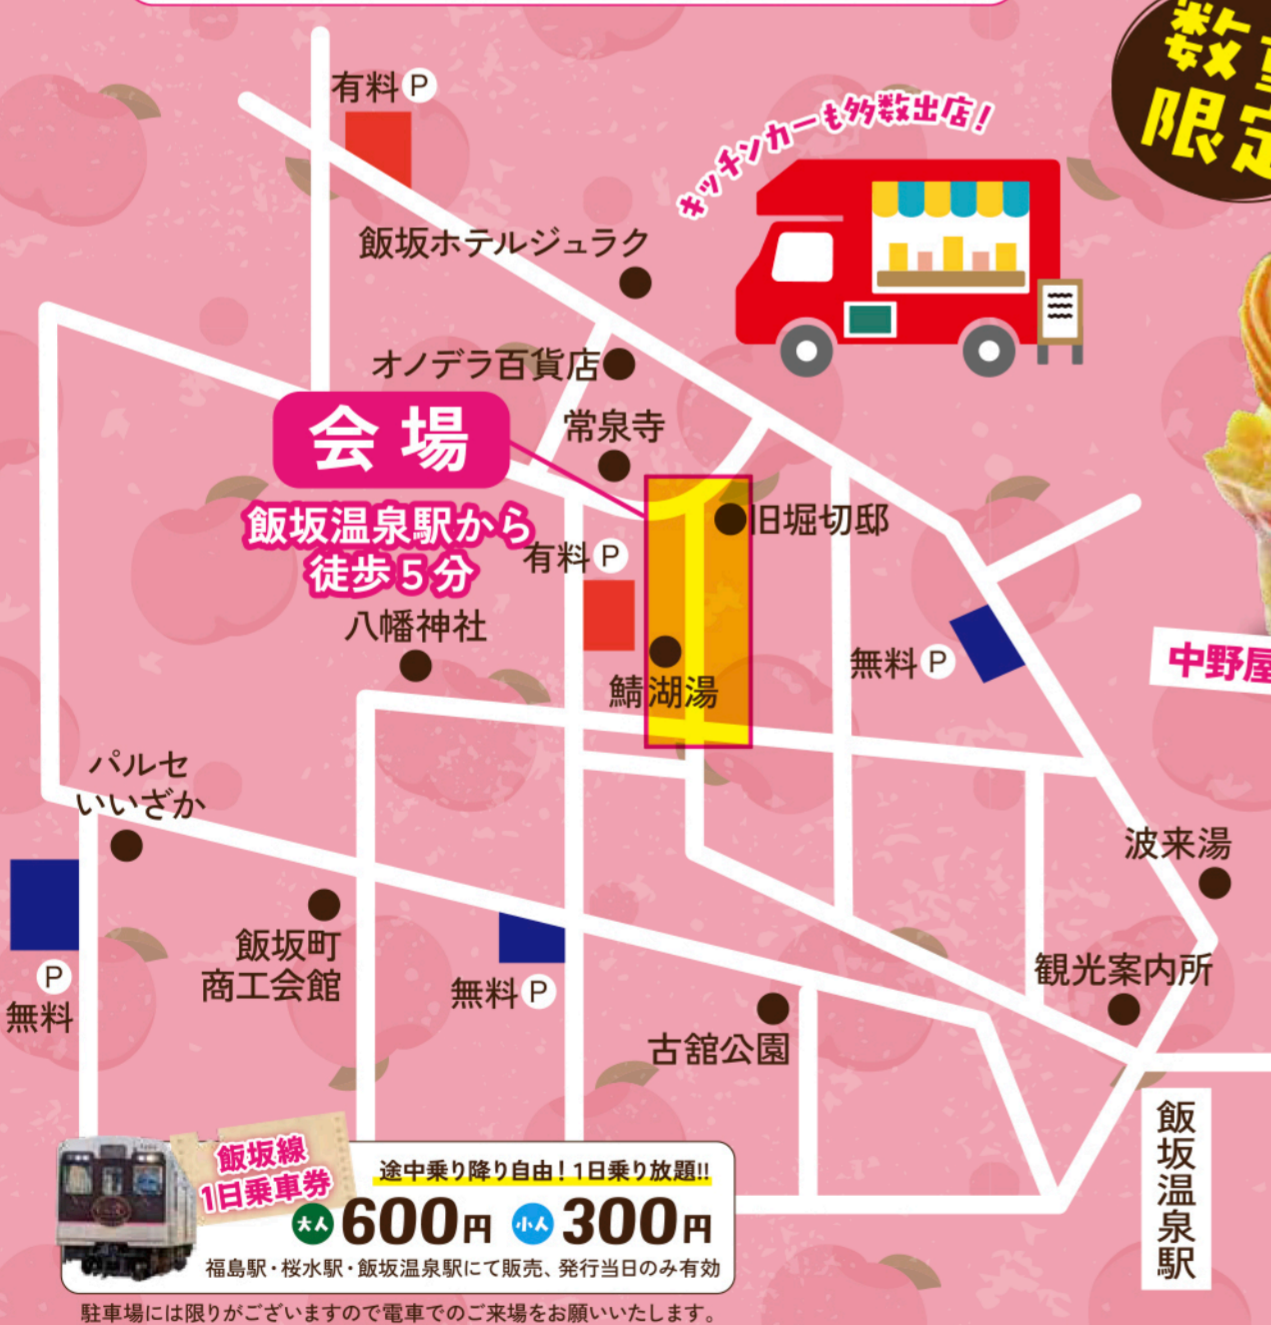 数量
限定
有料 P
キッチンカーも多数出店!
飯坂ホテルジュラク
オノデラ百貨店
会場
常泉寺
飯坂温泉駅から
徒歩5分
旧堀切邸
有料 P
八幡神社
無料 P
中野屋
鯖湖湯
パルセ
いいざか
波来湯
飯坂町
商工会館
観光案内所
P
無料
無料 P
古舘公園
飯坂温泉駅
飯坂線
1日乗車券
途中乗り降り自由!1日乗り放題!!
大人 600円 小人 300円
福島駅・桜水駅・飯坂温泉駅にて販売、発行当日のみ有効
駐車場には限りがございますので電車でのご来場をお願いいたします。